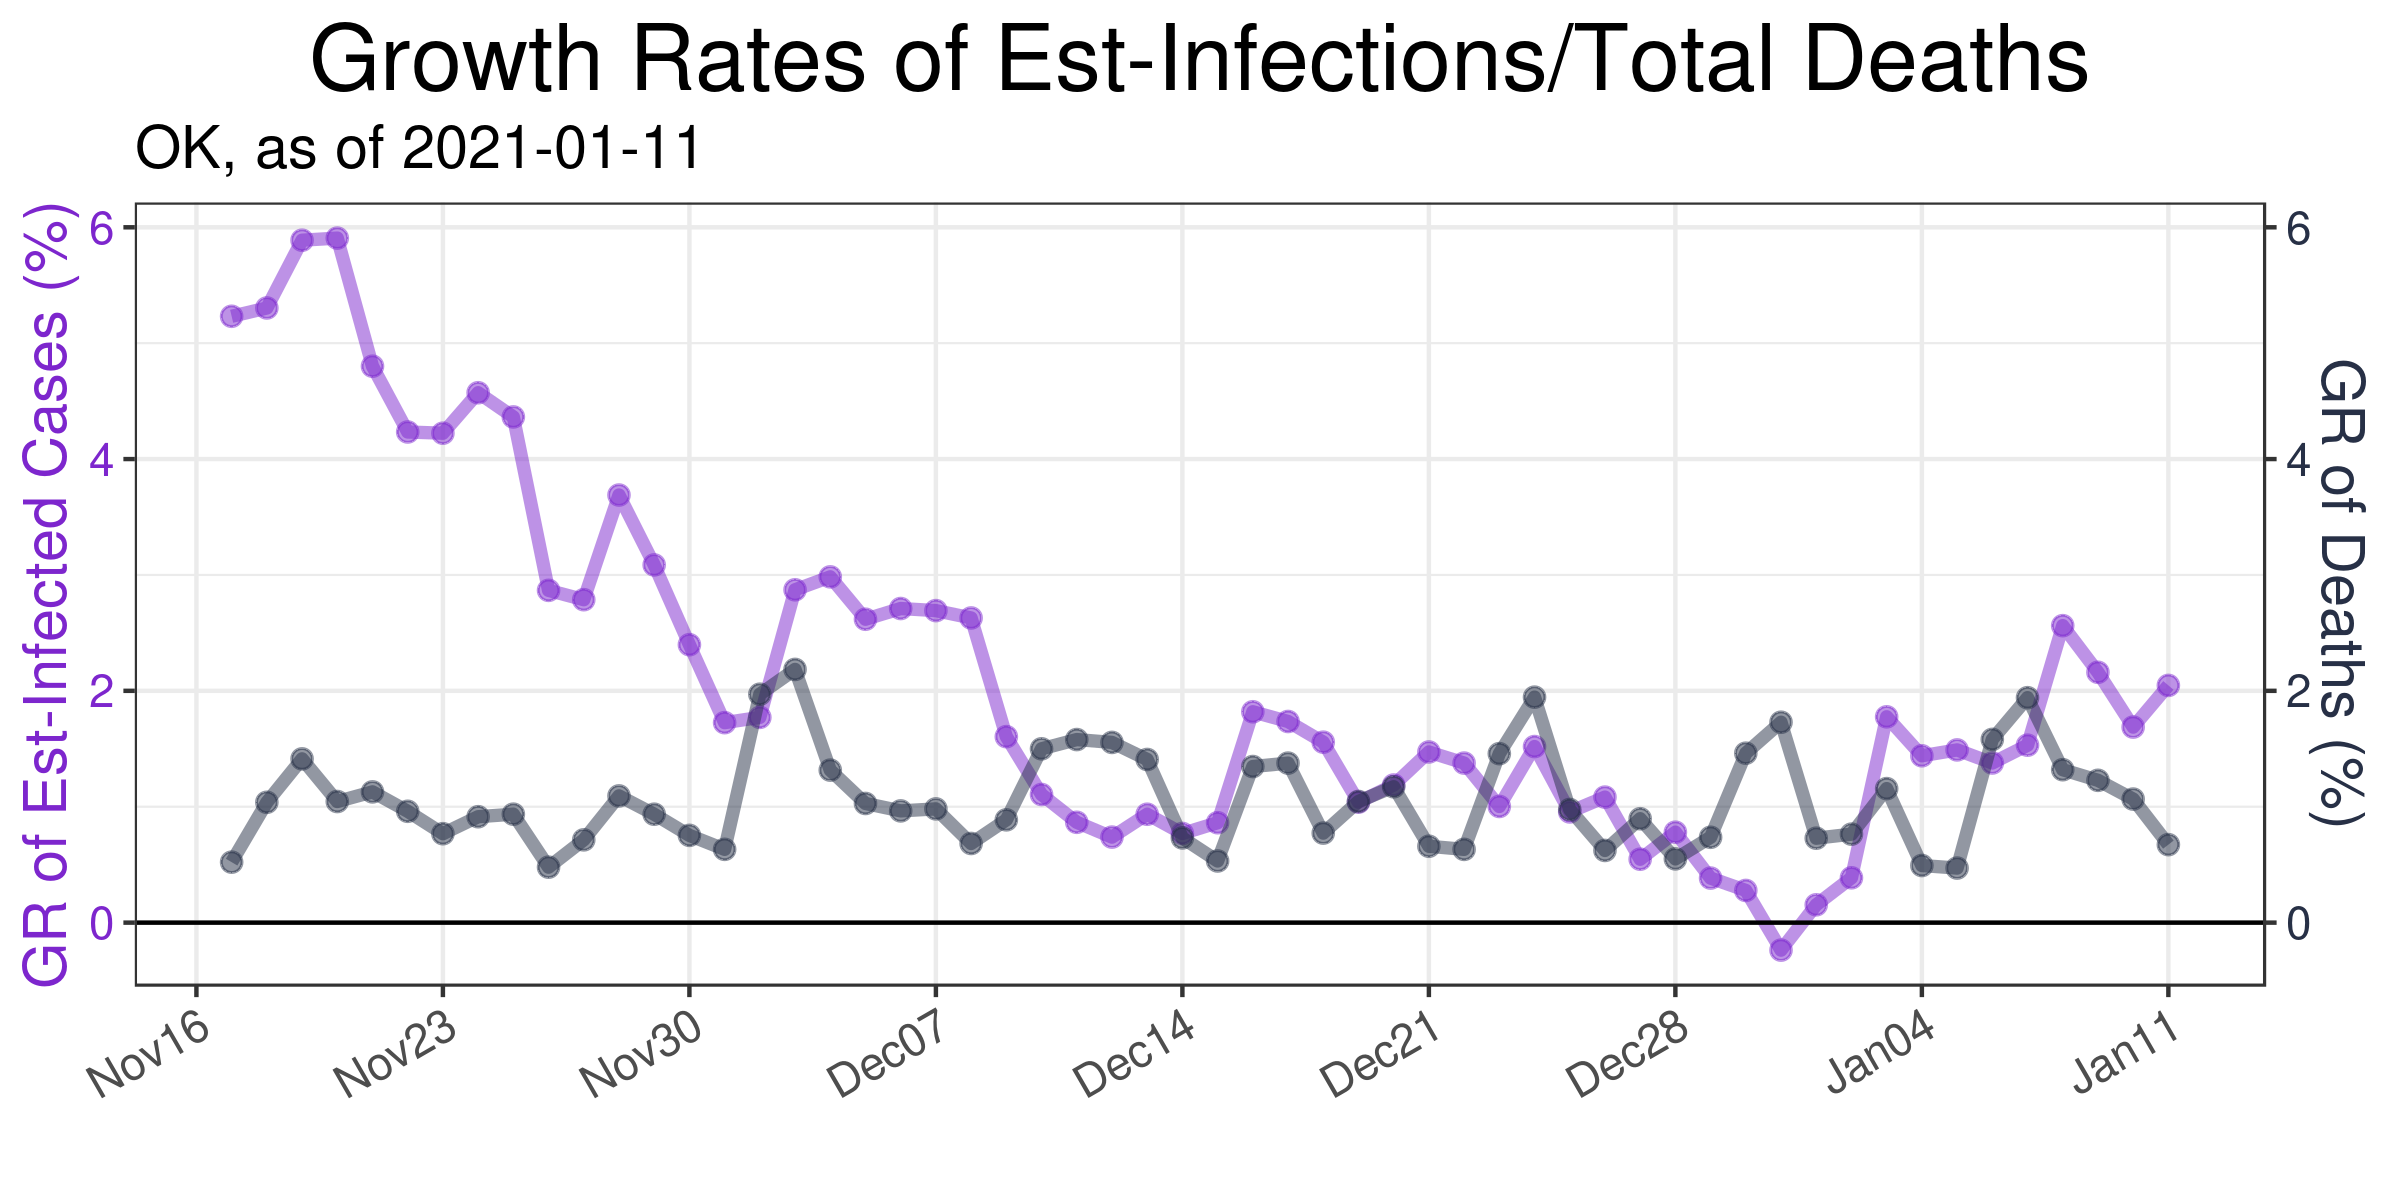 Growth Rates of Est-Infections/Total Deaths
OK, as of 2021-01-11
GR of Est-Infected Cases (%)
6
4
2
0
6
4
2
0
GR of Deaths (%)
Nov16
Nov23
Nov30
Dec07
Dec14
Dec21
Dec28
Jan04
Jan11